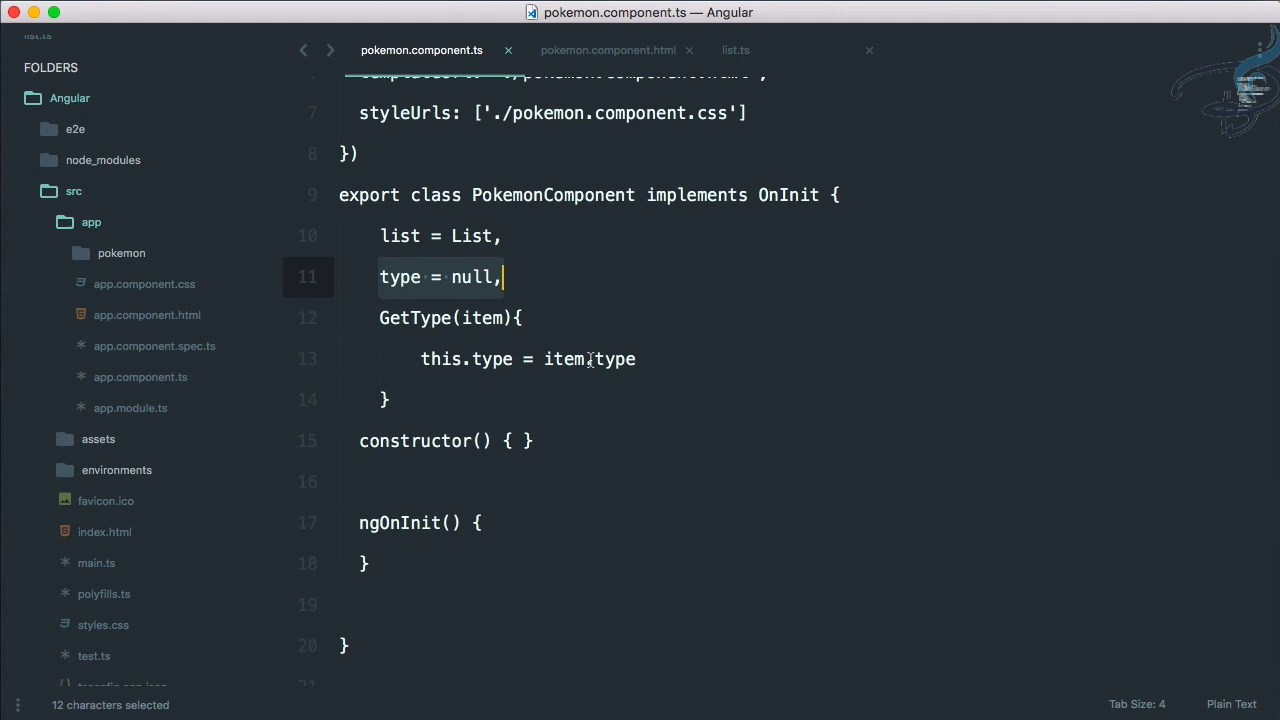 pokemon.component.ts — Angular
list.ts
FOLDERS
Angular
e2e
node_modules
src
app
pokemon
app.component.css
app.component.html
app.component.spec.ts
app.component.ts
app.module.ts
assets
environments
favicon.ico
index.html
main.ts
polyfills.ts
styles.css
test.ts
pokemon.component.ts
pokemon.component.html
list.ts
7 styleUrls: ['./pokemon.component.css']
8 })
9 export class PokemonComponent implements OnInit {
10 list = List,
11 type = null,
12 GetType(item){
13 this.type = item.type
14 }
15 constructor() { }
16
17 ngOnInit() {
18 }
19
20 }
21
12 characters selected
Tab Size: 4
Plain Text